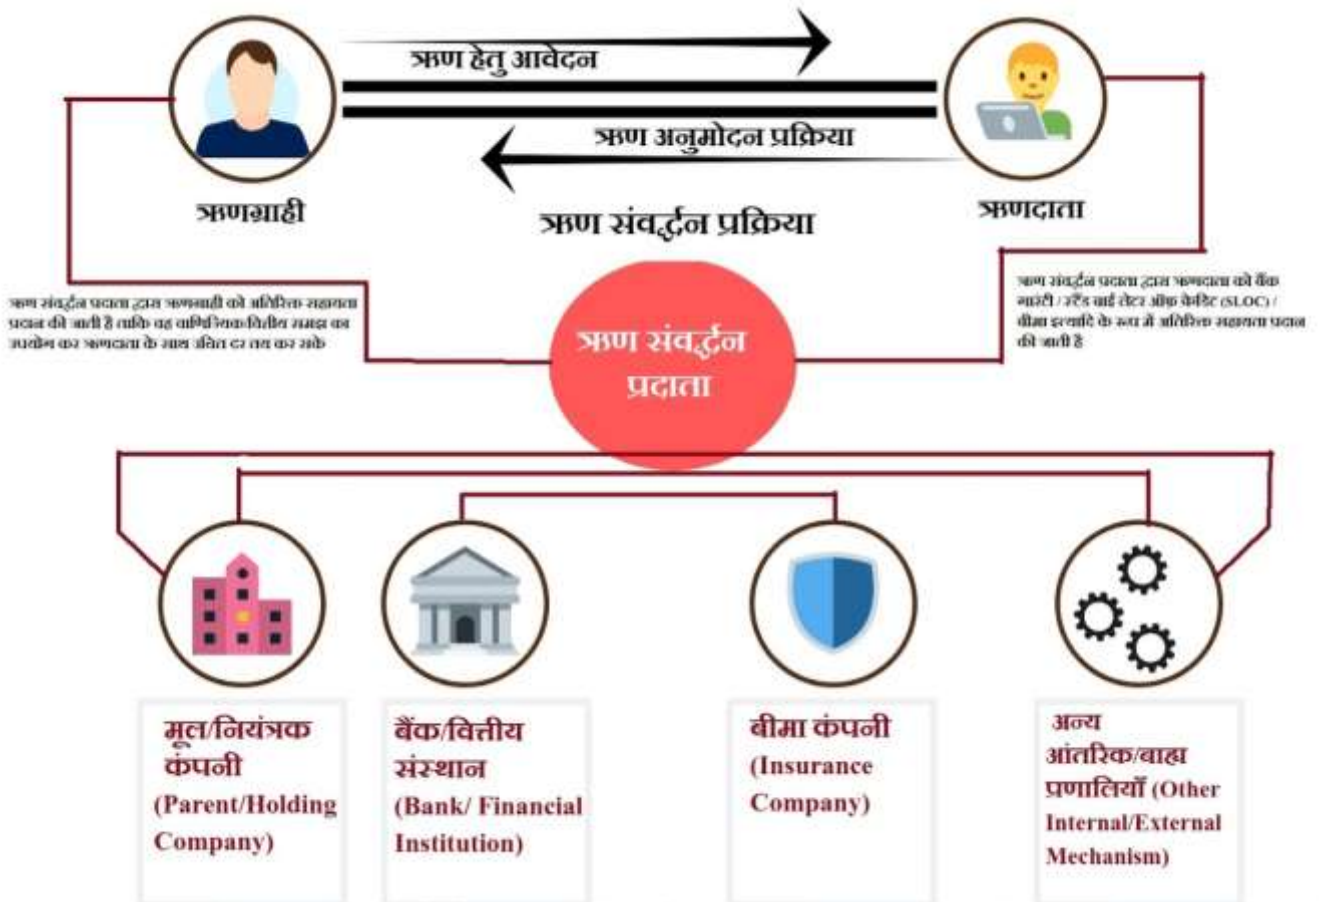 ऋण हेतु आवेदन
ऋण अनुमोदन प्रक्रिया
ऋणग्राही
ऋणदाता
ऋण संवर्द्धन प्रक्रिया
ऋण संवर्द्धन प्रदाता द्वारा ऋणग्राही को अतिरिक्त सहायता
प्रदान की जाती है ताकि वह वाणिज्यिक/वित्तीय समझ का
उपयोग कर ऋणदाता के साथ उचित दर तय कर सके
ऋण संवर्द्धन प्रदाता द्वारा ऋणदाता को बैंक
गारंटी / स्टैंड बाई लेटर ऑफ़ क्रेडिट (SLOC) /
बीमा इत्यादि के रूप में अतिरिक्त सहायता प्रदान
की जाती है
ऋण संवर्द्धन
प्रदाता
मूल/नियंत्रक
कंपनी
(Parent/Holding
Company)
बैंक/वित्तीय
संस्थान
(Bank/ Financial
Institution)
बीमा कंपनी
(Insurance
Company)
अन्य
आंतरिक/बाह्य
प्रणालियाँ (Other
Internal/External
Mechanism)